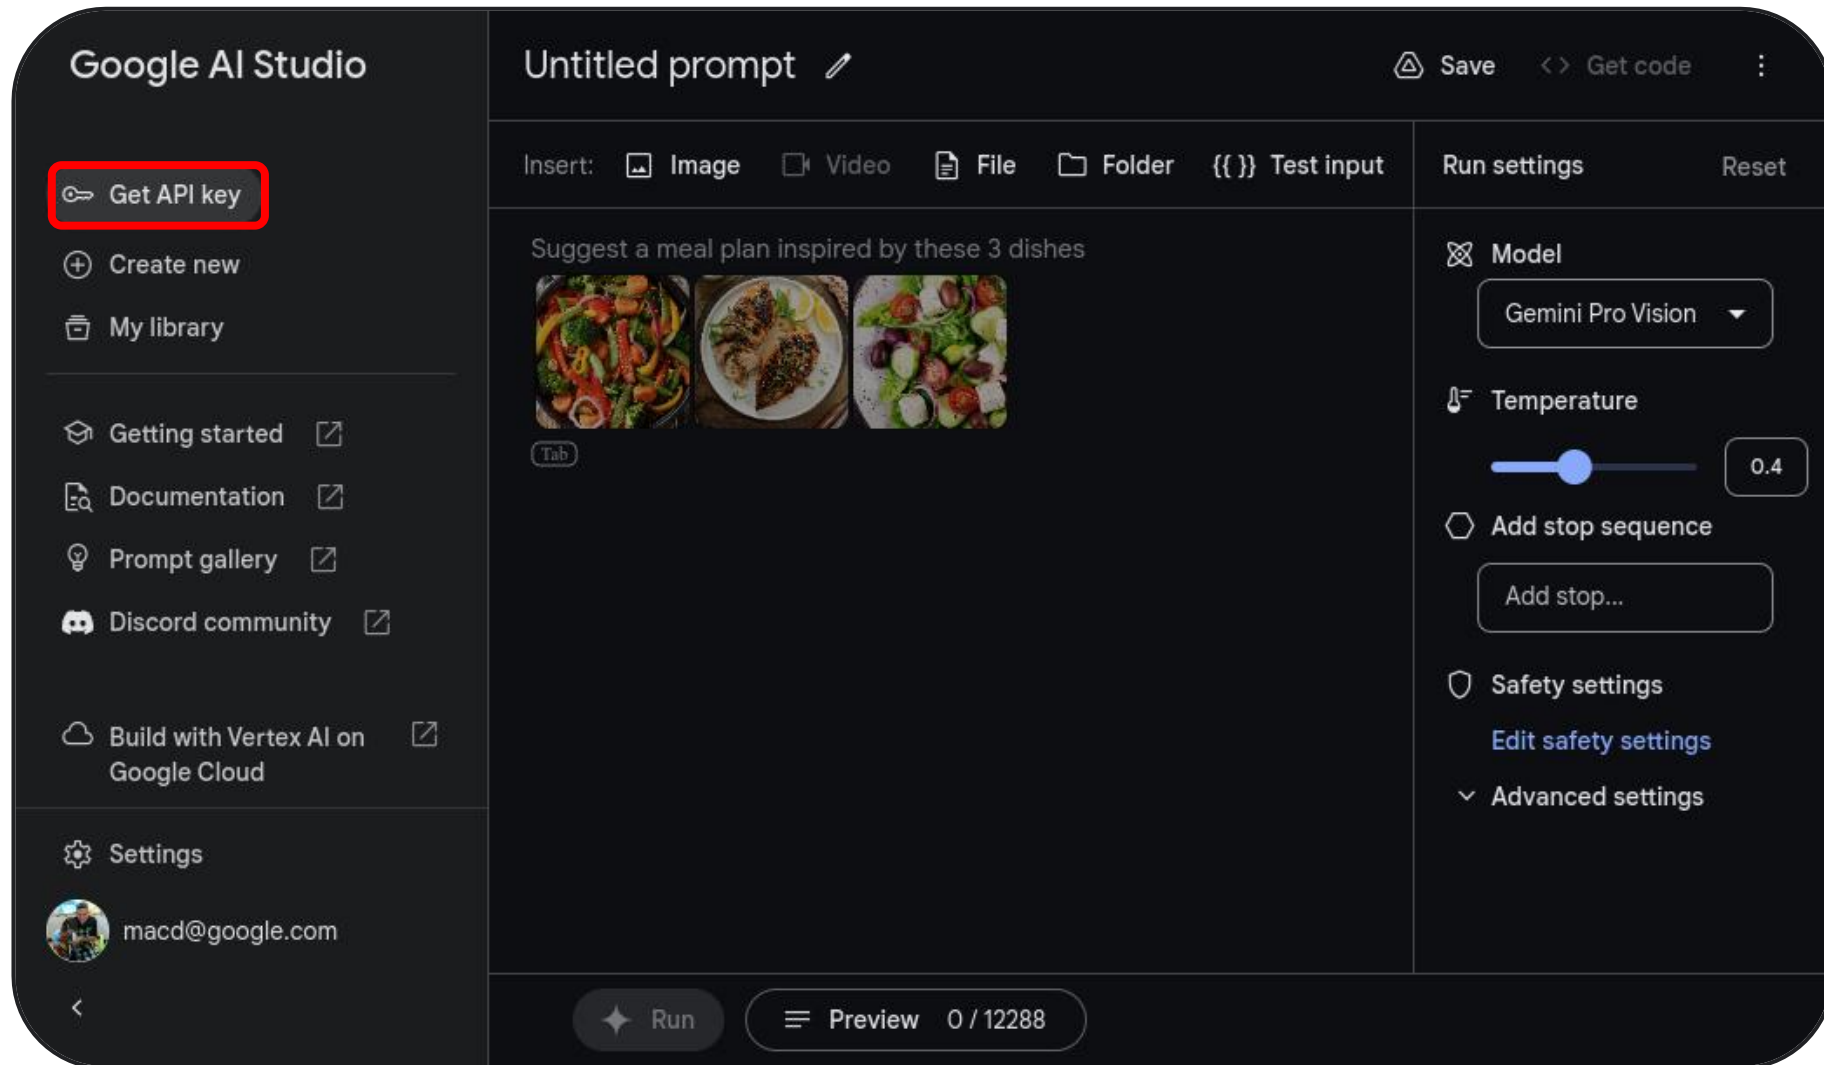 Google AI Studio
Get API key
Create new
My library
Getting started
Documentation
Prompt gallery
Discord community
Build with Vertex AI on
Google Cloud
Settings
macd@google.com
Untitled prompt
Save
<> Get code
Insert:
Image
Video
File
Folder
{{ }} Test input
Suggest a meal plan inspired by these 3 dishes
Tab
Run
Preview 0 / 12288
Run settings
Reset
Model
Gemini Pro Vision
Temperature
0.4
Add stop sequence
Add stop...
Safety settings
Edit safety settings
Advanced settings